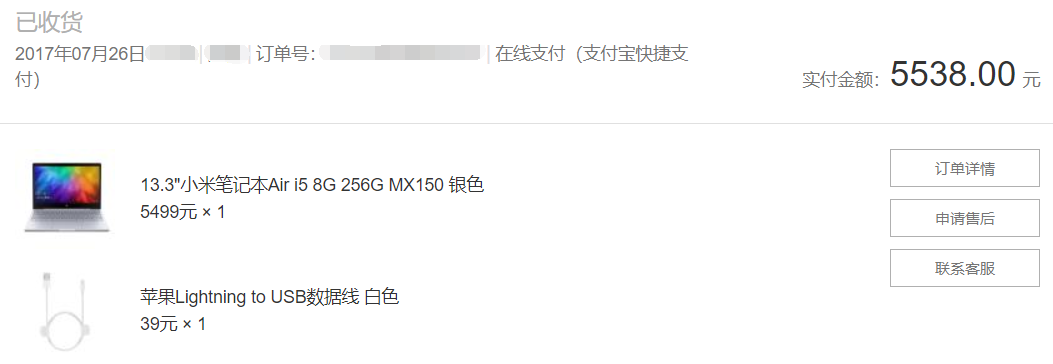 已收货
2017年07月26日 | | 订单号： | 在线支付（支付宝快捷支
付）
实付金额：5538.00 元
13.3"小米笔记本Air i5 8G 256G MX150 银色
5499元 × 1
苹果Lightning to USB数据线 白色
39元 × 1
订单详情
申请售后
联系客服